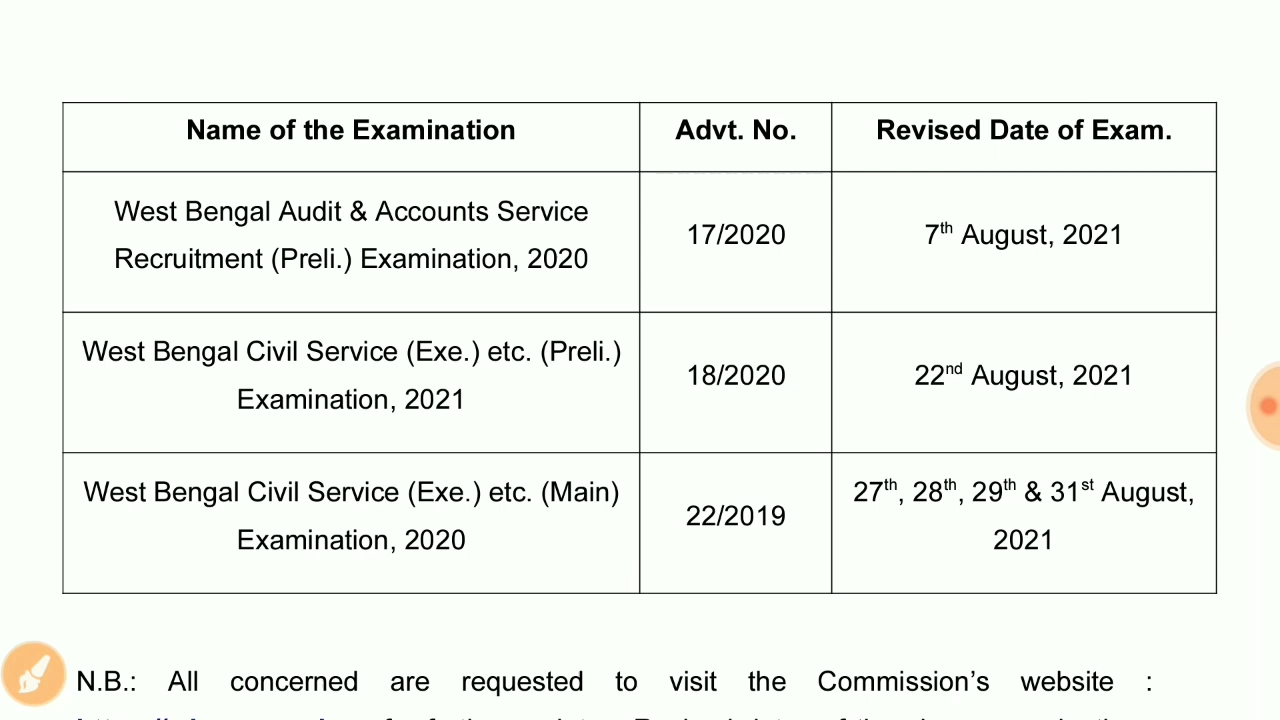 Name of the Examination
Advt. No.
Revised Date of Exam.
West Bengal Audit & Accounts Service
Recruitment (Preli.) Examination, 2020
17/2020
7th August, 2021
West Bengal Civil Service (Exe.) etc. (Preli.)
Examination, 2021
18/2020
22nd August, 2021
West Bengal Civil Service (Exe.) etc. (Main)
Examination, 2020
22/2019
27th, 28th, 29th & 31st August,
2021
N.B.: All concerned are requested to visit the Commission’s website :